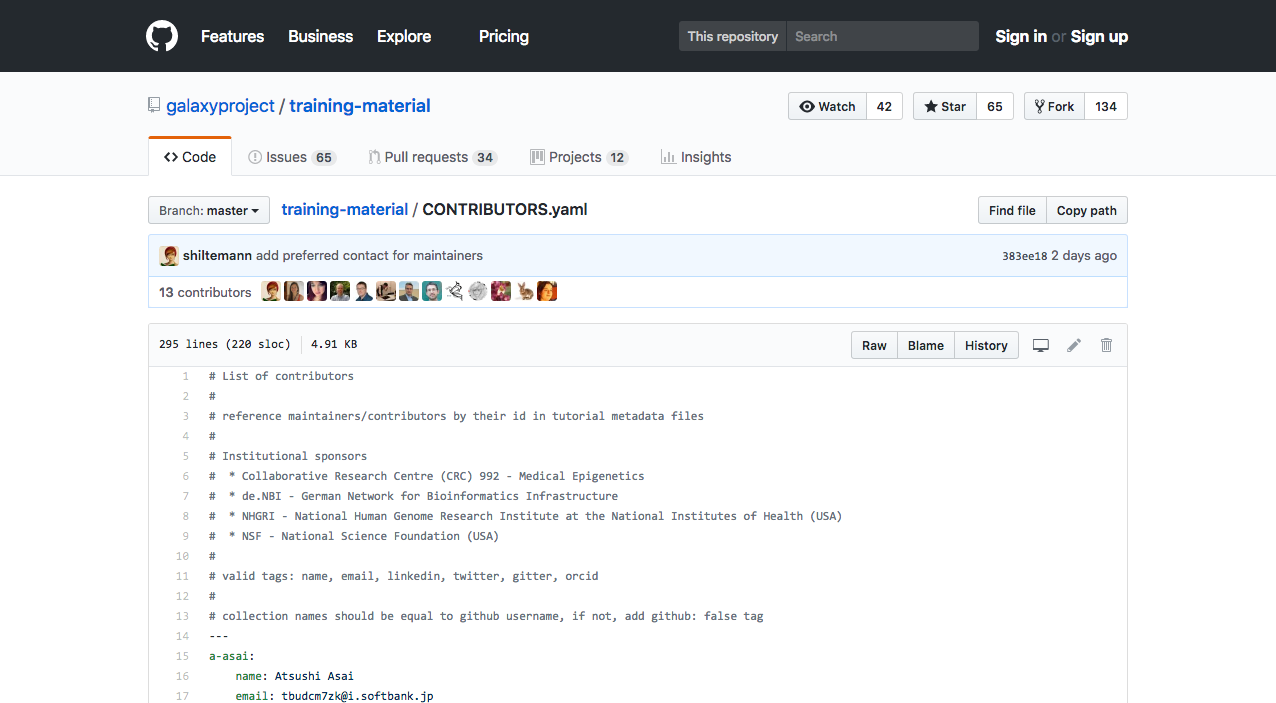 Features Business Explore Pricing This repository Search Sign in or Sign up
galaxyproject / training-material Watch 42 Star 65 Fork 134
Code Issues 65 Pull requests 34 Projects 12 Insights
Branch: master training-material / CONTRIBUTORS.yaml Find file Copy path
shiltemann add preferred contact for maintainers 383ee18 2 days ago
13 contributors
295 lines (220 sloc) 4.91 KB Raw Blame History
1 # List of contributors
2 #
3 # reference maintainers/contributors by their id in tutorial metadata files
4 #
5 # Institutional sponsors
6 #  * Collaborative Research Centre (CRC) 992 - Medical Epigenetics
7 #  * de.NBI - German Network for Bioinformatics Infrastructure
8 #  * NHGRI - National Human Genome Research Institute at the National Institutes of Health (USA)
9 #  * NSF - National Science Foundation (USA)
10 #
11 # valid tags: name, email, linkedin, twitter, gitter, orcid
12 #
13 # collection names should be equal to github username, if not, add github: false tag
14 ---
15 a-asai:
16     name: Atsushi Asai
17     email: tbudcm7zk@i.softbank.jp